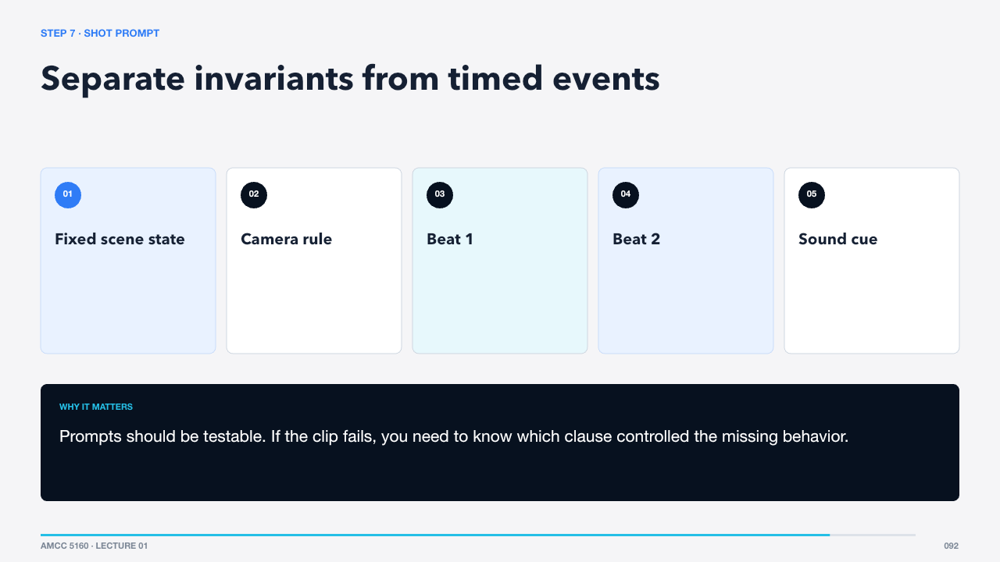 STEP 7 · SHOT PROMPT
Separate invariants from timed events
01
Fixed scene state
02
Camera rule
03
Beat 1
04
Beat 2
05
Sound cue
WHY IT MATTERS
Prompts should be testable. If the clip fails, you need to know which clause controlled the missing behavior.
AMCC 5160 · LECTURE 01
092